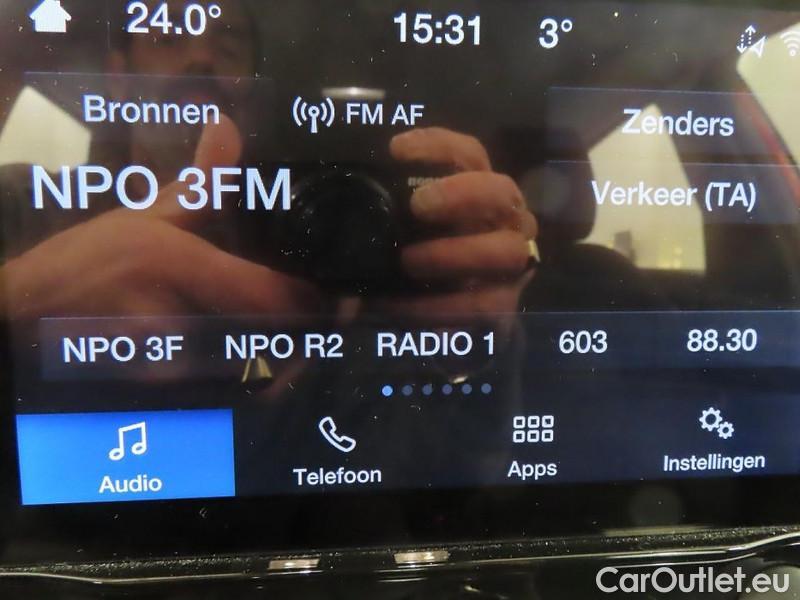 24.0° 15:31 3°
Bronnen FM AF Zenders
NPO 3FM Verkeer (TA)
NPO 3F NPO R2 RADIO 1 603 88.30
Audio Telefoon Apps Instellingen
CarOutlet.eu